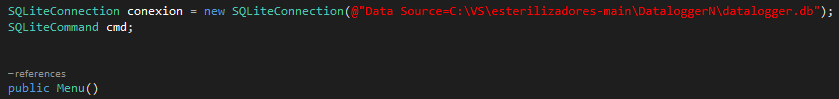 SQLiteConnection conexion = new SQLiteConnection(@"Data Source=C:\VS\esterilizadores-main\DataloggerN\datalogger.db");
SQLiteCommand cmd;
—references
public Menu()